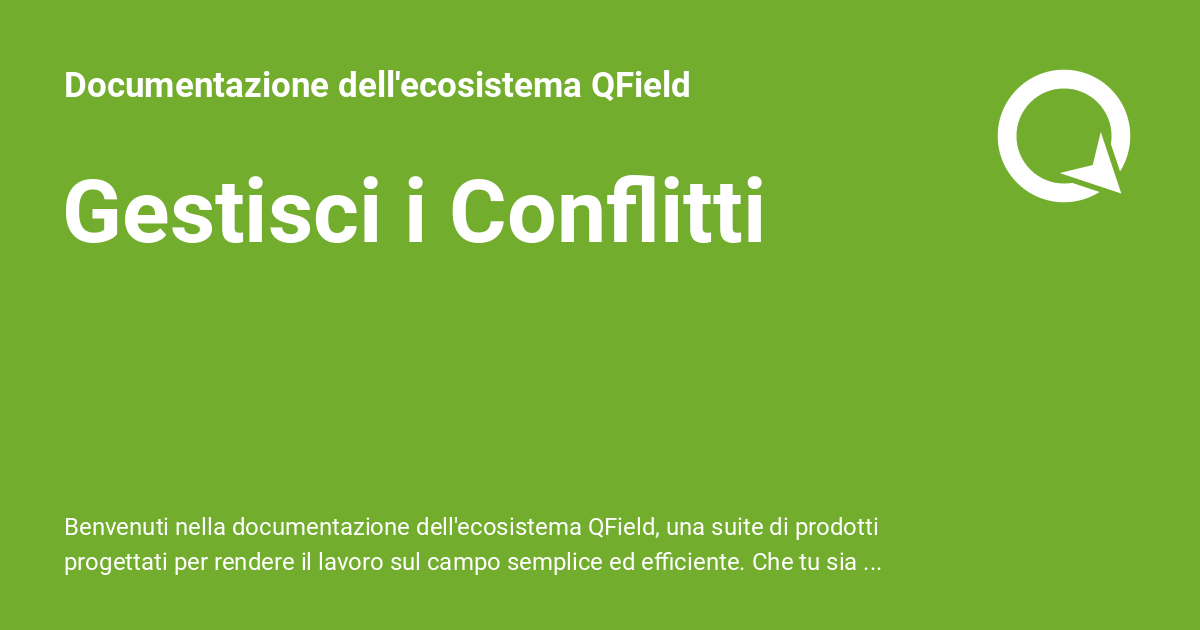 Documentazione dell'ecosistema QField
Gestisci i Conflitti
Benvenuti nella documentazione dell'ecosistema QField, una suite di prodotti
progettati per rendere il lavoro sul campo semplice ed efficiente. Che tu sia ...